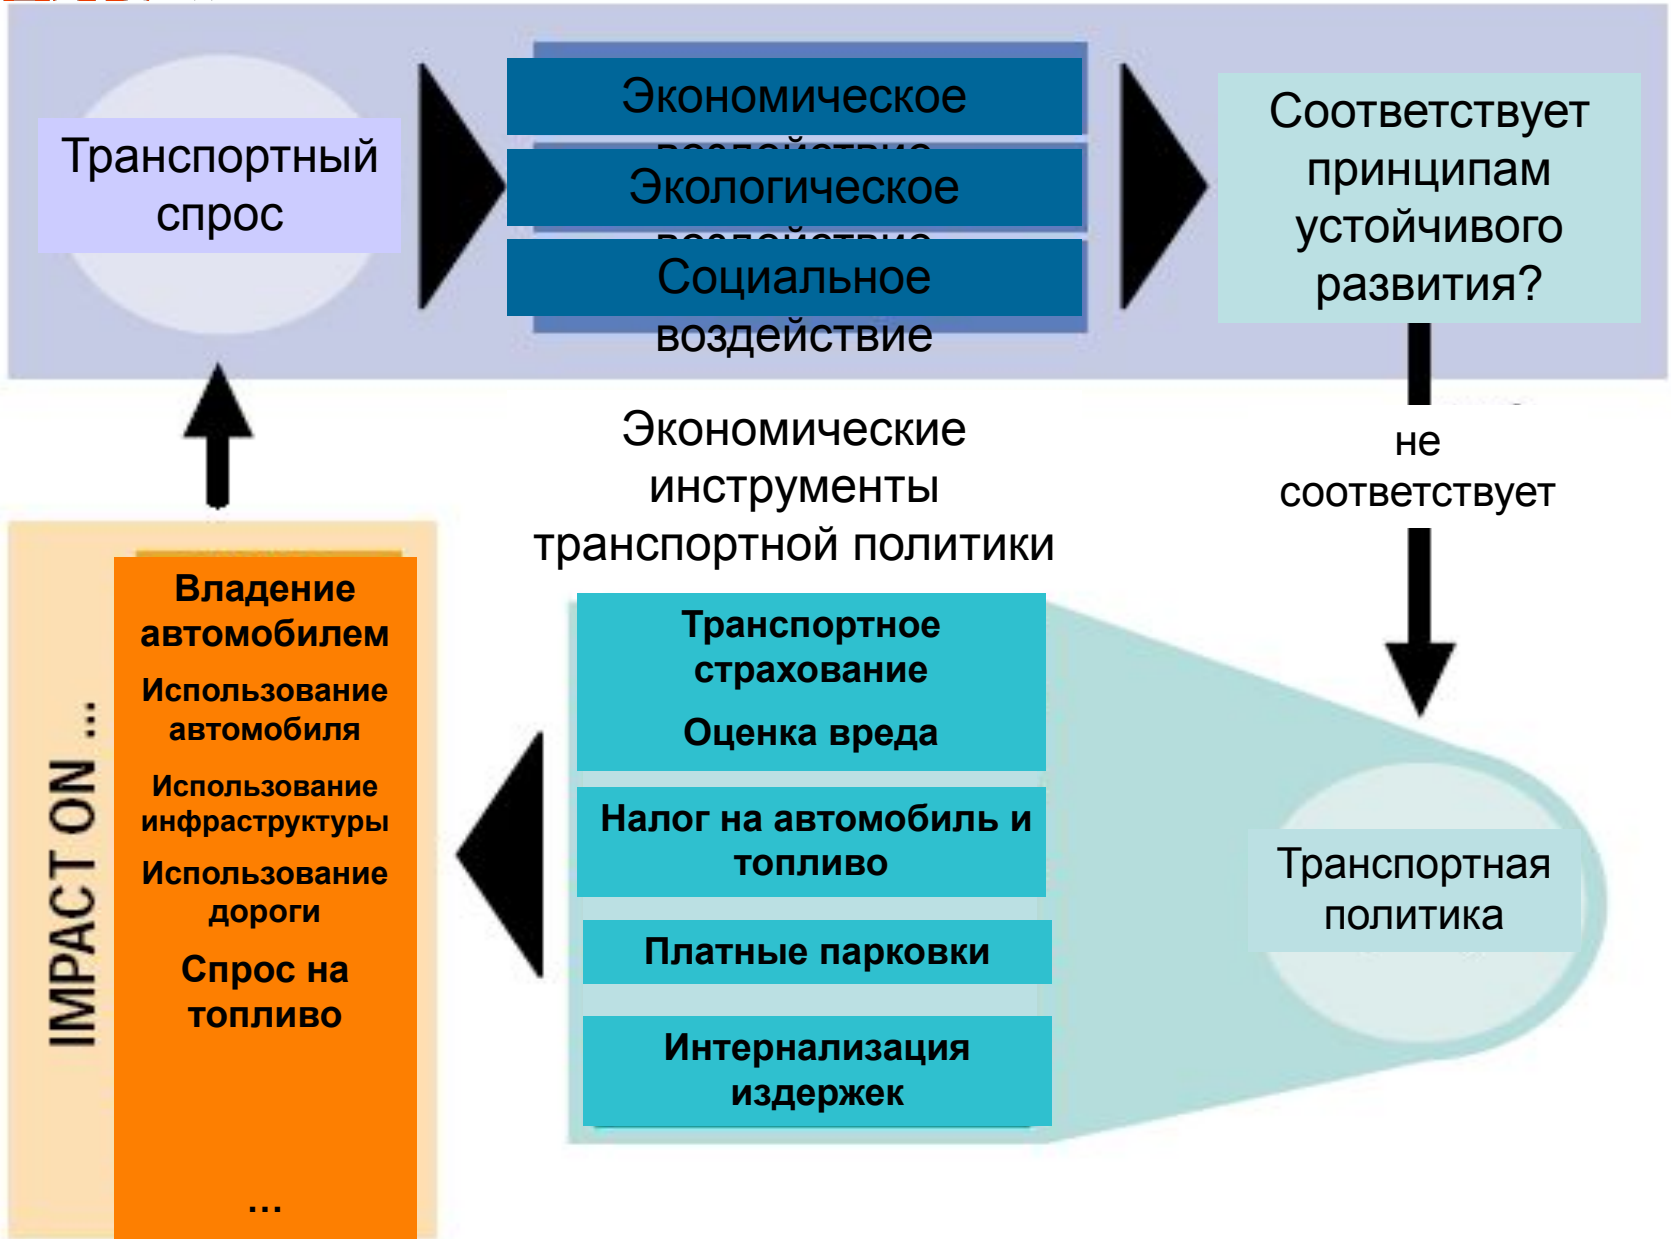 Транспортный
спрос
Экономическое
воздействие
Экологическое
воздействие
Социальное
воздействие
Соответствует
принципам
устойчивого
развития?
не
соответствует
Экономические
инструменты
транспортной политики
Транспортное
страхование
Оценка вреда
Налог на автомобиль и
топливо
Платные парковки
Интернализация
издержек
Транспортная
политика
IMPACT ON ...
Владение
автомобилем
Использование
автомобиля
Использование
инфраструктуры
Использование
дороги
Спрос на
топливо
...